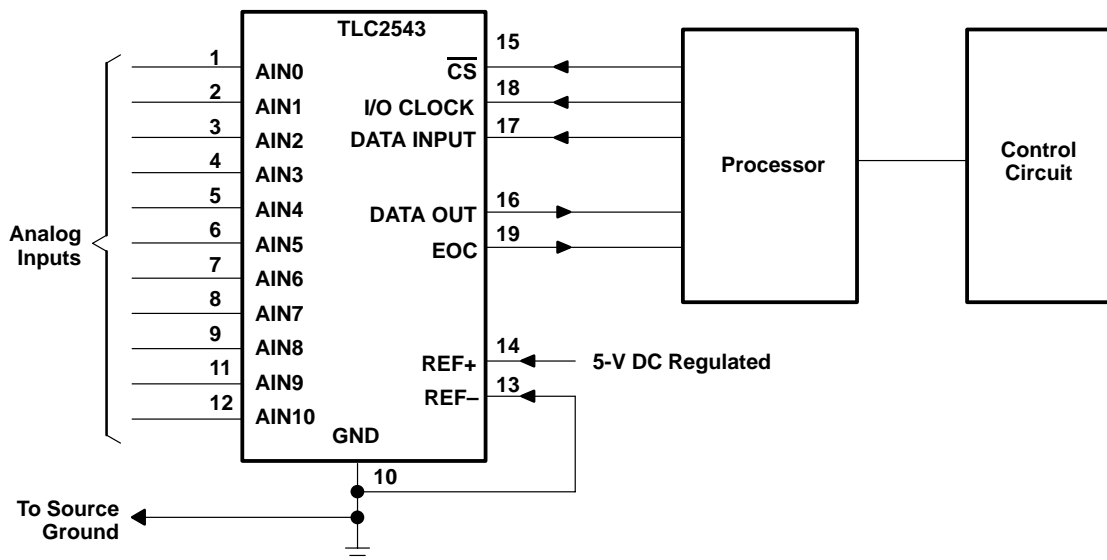 TLC2543
1
AIN0
2
AIN1
3
AIN2
4
AIN3
5
AIN4
6
AIN5
7
AIN6
8
AIN7
9
AIN8
11
AIN9
12
AIN10
Analog
Inputs
15
CS
18
I/O CLOCK
17
DATA INPUT
16
DATA OUT
19
EOC
14
REF+
5-V DC Regulated
13
REF–
GND
10
To Source
Ground
Processor
Control
Circuit